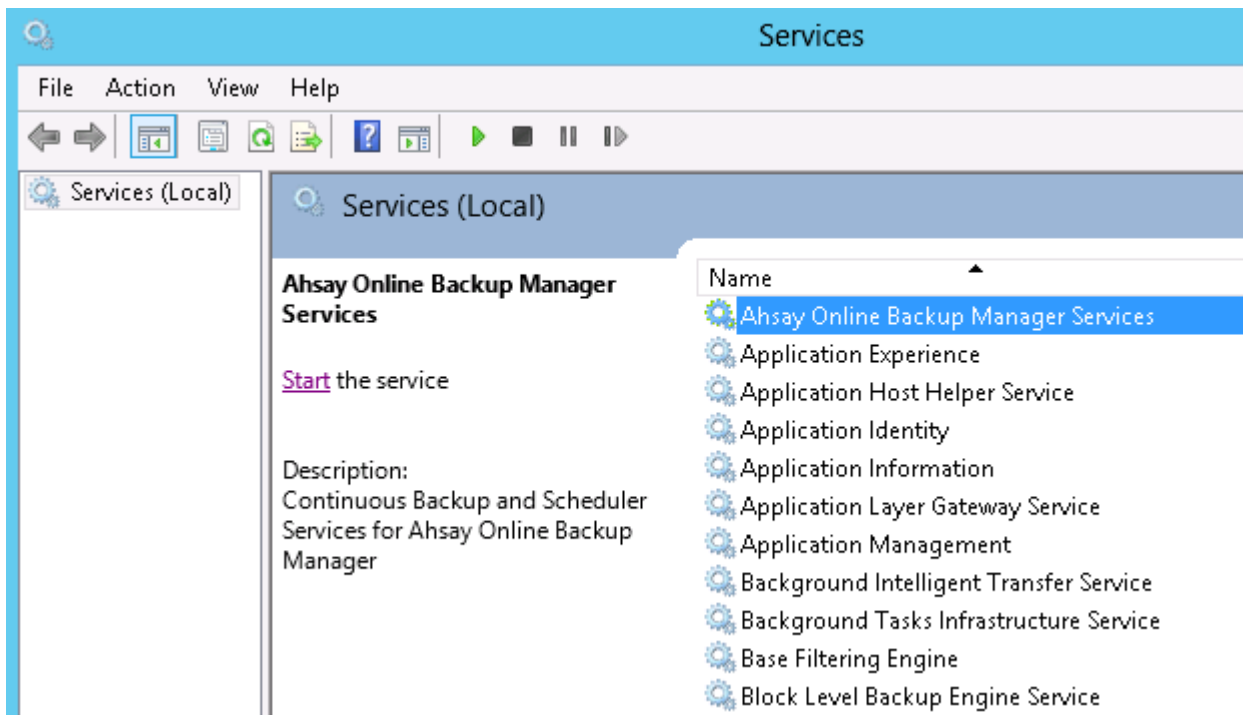 Services
File Action View Help
Services (Local)
Services (Local)
Ahsay Online Backup Manager
Services
Start the service
Description:
Continuous Backup and Scheduler
Services for Ahsay Online Backup
Manager
Name
Ahsay Online Backup Manager Services
Application Experience
Application Host Helper Service
Application Identity
Application Information
Application Layer Gateway Service
Application Management
Background Intelligent Transfer Service
Background Tasks Infrastructure Service
Base Filtering Engine
Block Level Backup Engine Service